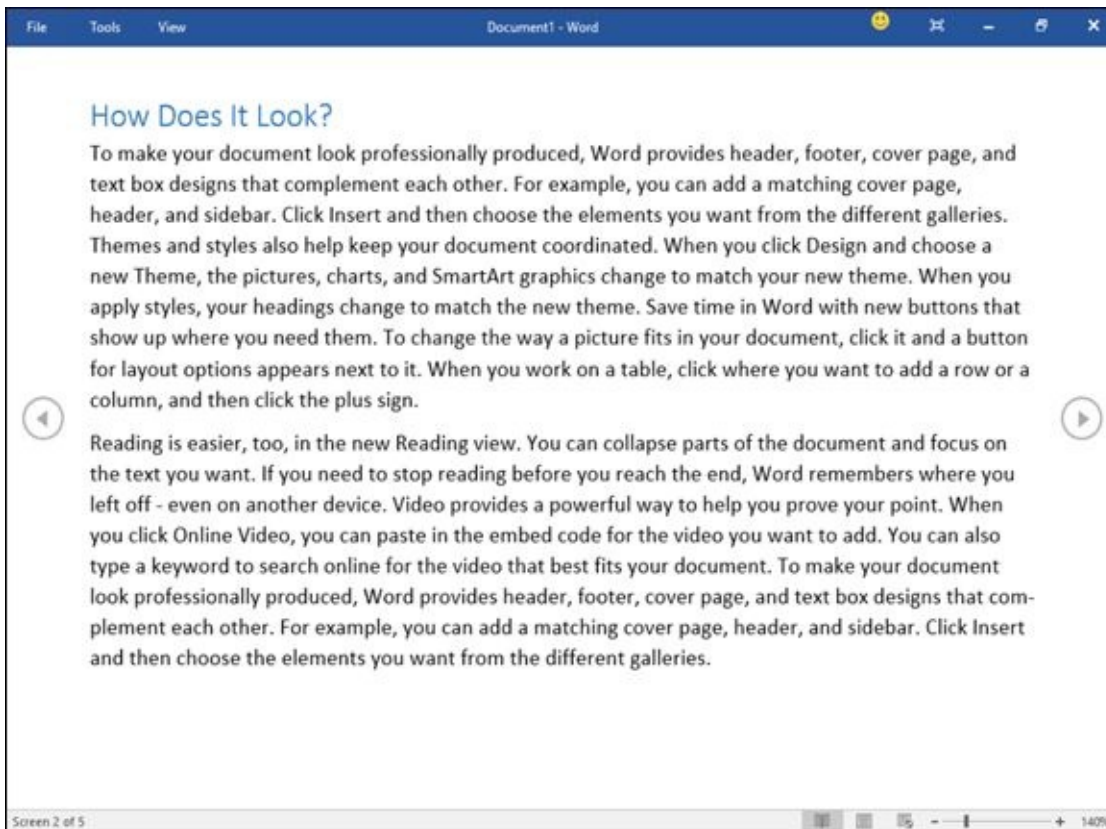 File Tools View Document1 - Word
How Does It Look?
To make your document look professionally produced, Word provides header, footer, cover page, and
text box designs that complement each other. For example, you can add a matching cover page,
header, and sidebar. Click Insert and then choose the elements you want from the different galleries.
Themes and styles also help keep your document coordinated. When you click Design and choose a
new Theme, the pictures, charts, and SmartArt graphics change to match your new theme. When you
apply styles, your headings change to match the new theme. Save time in Word with new buttons that
show up where you need them. To change the way a picture fits in your document, click it and a button
for layout options appears next to it. When you work on a table, click where you want to add a row or a
column, and then click the plus sign.
Reading is easier, too, in the new Reading view. You can collapse parts of the document and focus on
the text you want. If you need to stop reading before you reach the end, Word remembers where you
left off - even on another device. Video provides a powerful way to help you prove your point. When
you click Online Video, you can paste in the embed code for the video you want to add. You can also
type a keyword to search online for the video that best fits your document. To make your document
look professionally produced, Word provides header, footer, cover page, and text box designs that com-
plement each other. For example, you can add a matching cover page, header, and sidebar. Click Insert
and then choose the elements you want from the different galleries.
Screen 2 of 5 140%